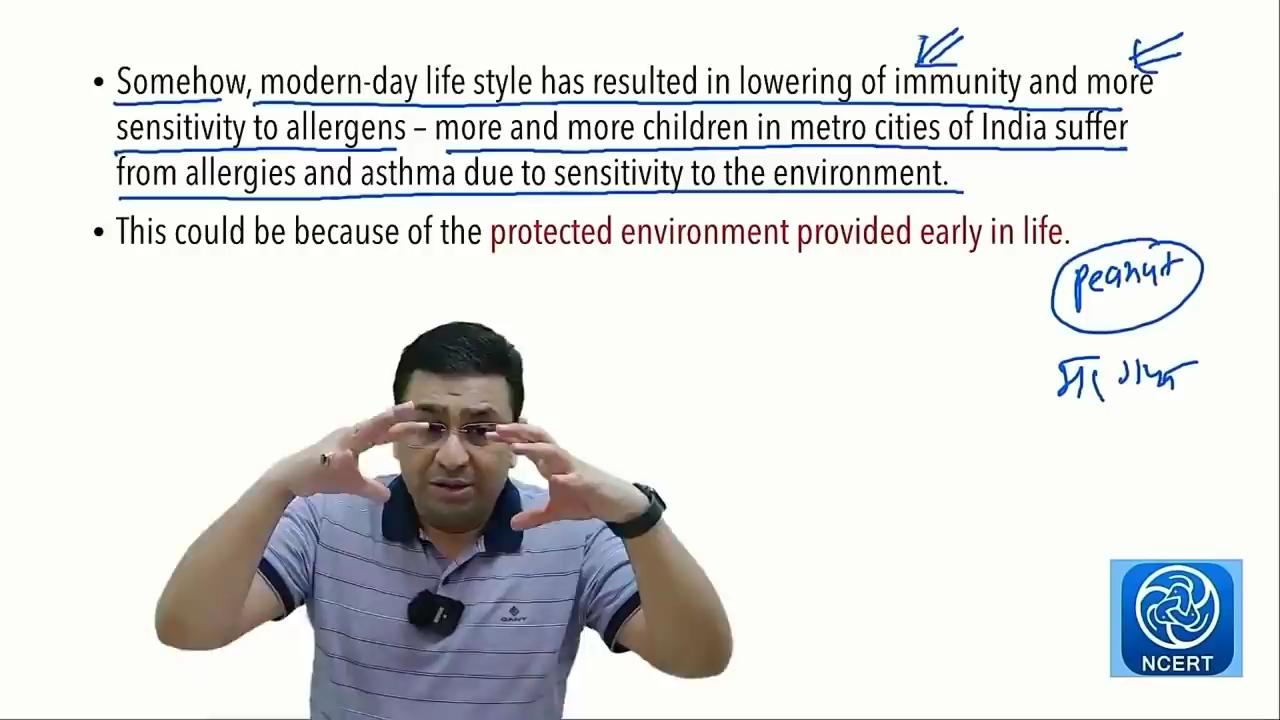 • Somehow, modern-day life style has resulted in lowering of immunity and more
sensitivity to allergens – more and more children in metro cities of India suffer
from allergies and asthma due to sensitivity to the environment.
• This could be because of the protected environment provided early in life.
peanut
GANT
NCERT